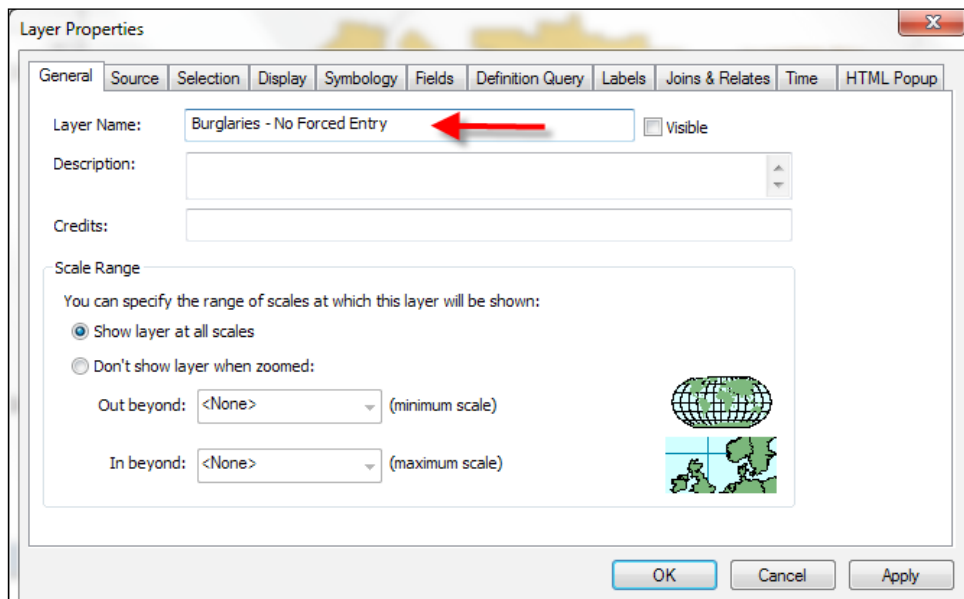 Layer Properties
General Source Selection Display Symbology Fields Definition Query Labels Joins & Relates Time HTML Popup
Layer Name: Burglaries - No Forced Entry Visible
Description:
Credits:
Scale Range
You can specify the range of scales at which this layer will be shown:
Show layer at all scales
Don't show layer when zoomed:
Out beyond: <None> (minimum scale)
In beyond: <None> (maximum scale)
OK Cancel Apply